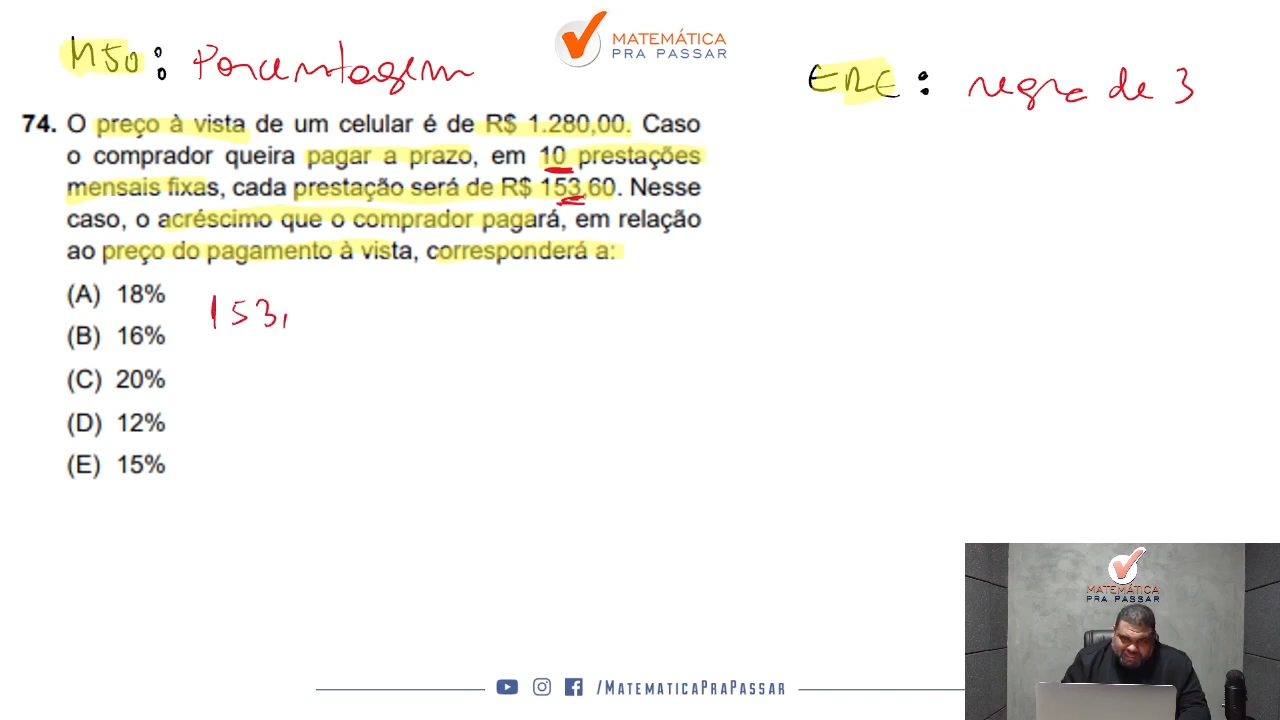 M50 : Porcentagem
MATEMÁTICA
PRA PASSAR
ERE : regra de 3
74. O preço à vista de um celular é de R$ 1.280,00. Caso
o comprador queira pagar a prazo, em 10 prestações
mensais fixas, cada prestação será de R$ 153,60. Nesse
caso, o acréscimo que o comprador pagará, em relação
ao preço do pagamento à vista, corresponderá a:
(A) 18%
153,
(B) 16%
(C) 20%
(D) 12%
(E) 15%
MATEMÁTICA
PRA PASSAR
/MATEMATICAPRAPASSAR